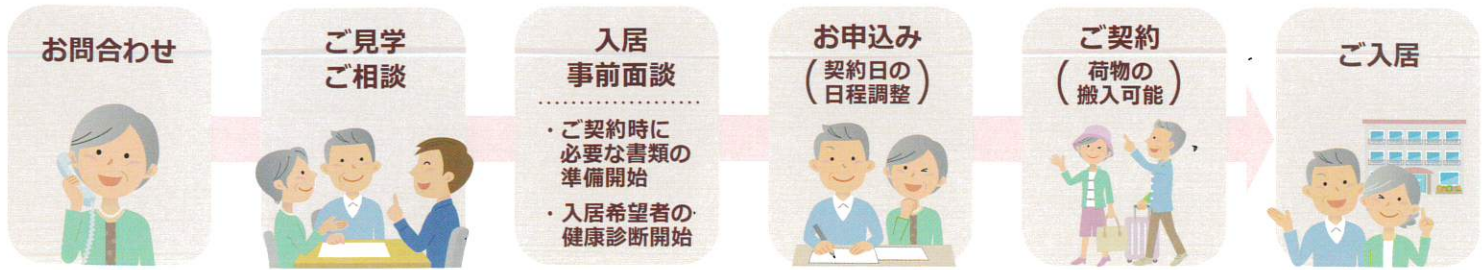 お問合わせ
ご見学
ご相談
入居
事前面談
・ご契約時に
必要な書類の
準備開始
・入居希望者の
健康診断開始
お申込み
(契約日の
日程調整)
ご契約
(荷物の
搬入可能)
ご入居